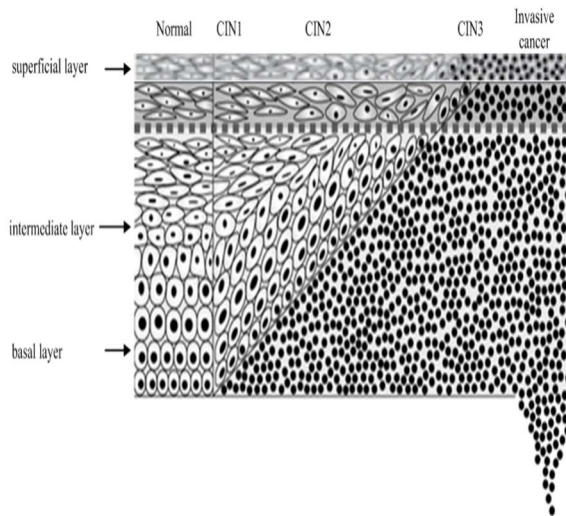 Normal CIN1 CIN2 CIN3 Invasive
cancer
superficial layer
intermediate layer
basal layer